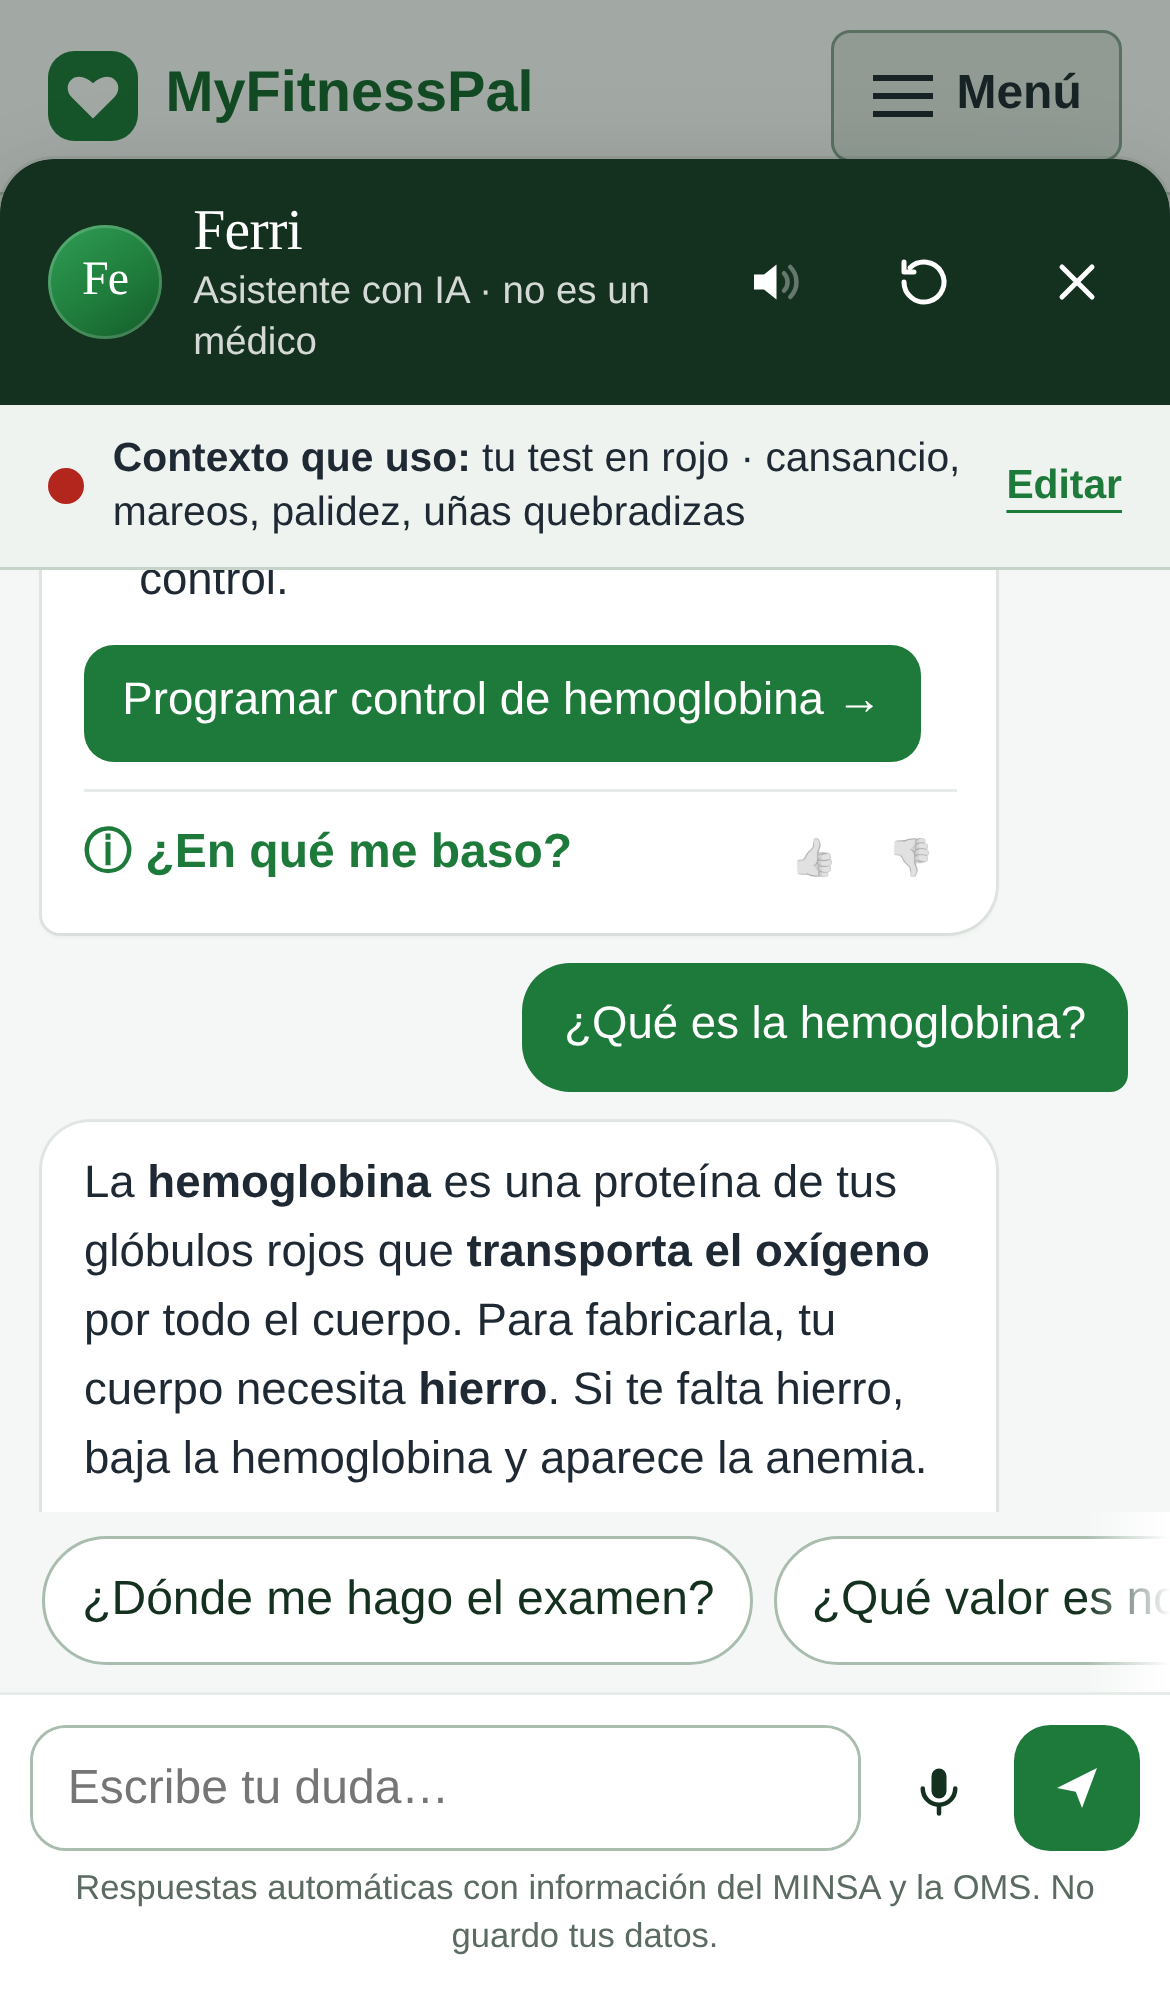 MyFitnessPal
Menú
Fe
Ferri
Asistente con IA · no es un
médico
Contexto que uso: tu test en rojo · cansancio,
mareos, palidez, uñas quebradizas
Editar
control.
Programar control de hemoglobina →
ⓘ ¿En qué me baso?
¿Qué es la hemoglobina?
La hemoglobina es una proteína de tus
glóbulos rojos que transporta el oxígeno
por todo el cuerpo. Para fabricarla, tu
cuerpo necesita hierro. Si te falta hierro,
baja la hemoglobina y aparece la anemia.
¿Dónde me hago el examen?
¿Qué valor es
Escribe tu duda…
Respuestas automáticas con información del MINSA y la OMS. No
guardo tus datos.